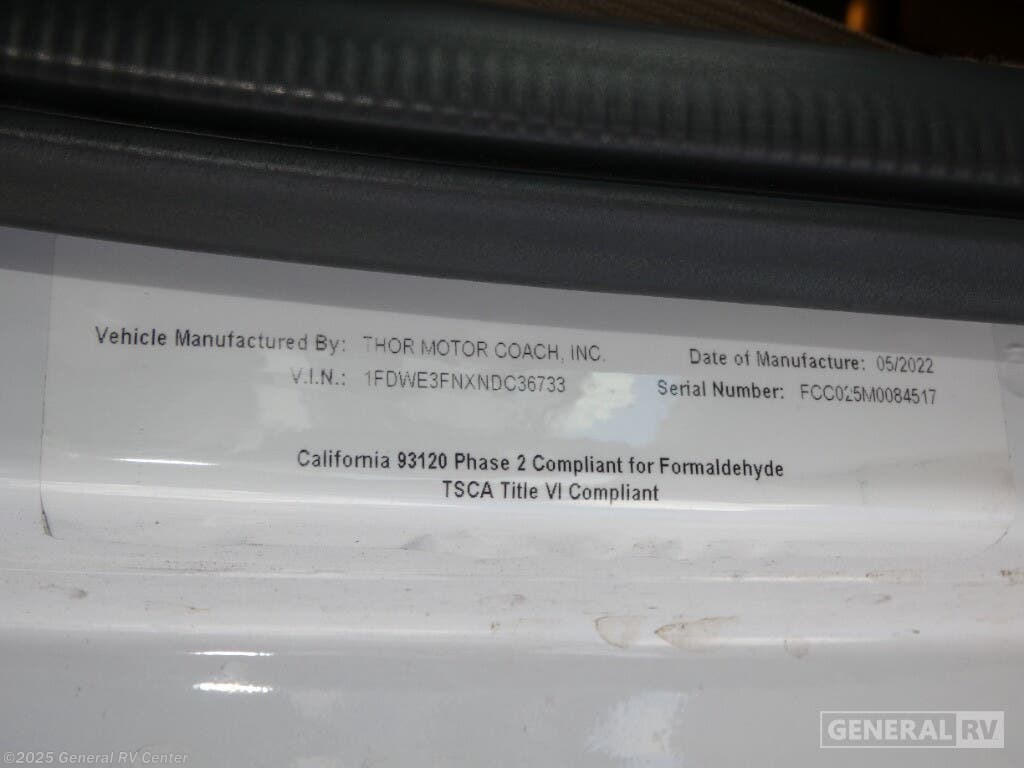 Vehicle Manufactured By: THOR MOTOR COACH, INC.
Date of Manufacture: 05/2022
V.I.N.: 1FDWE3FNXNDC36733
Serial Number: FCC025M0084517
California 93120 Phase 2 Compliant for Formaldehyde
TSCA Title VI Compliant
GENERAL RV
©2025 General RV Center